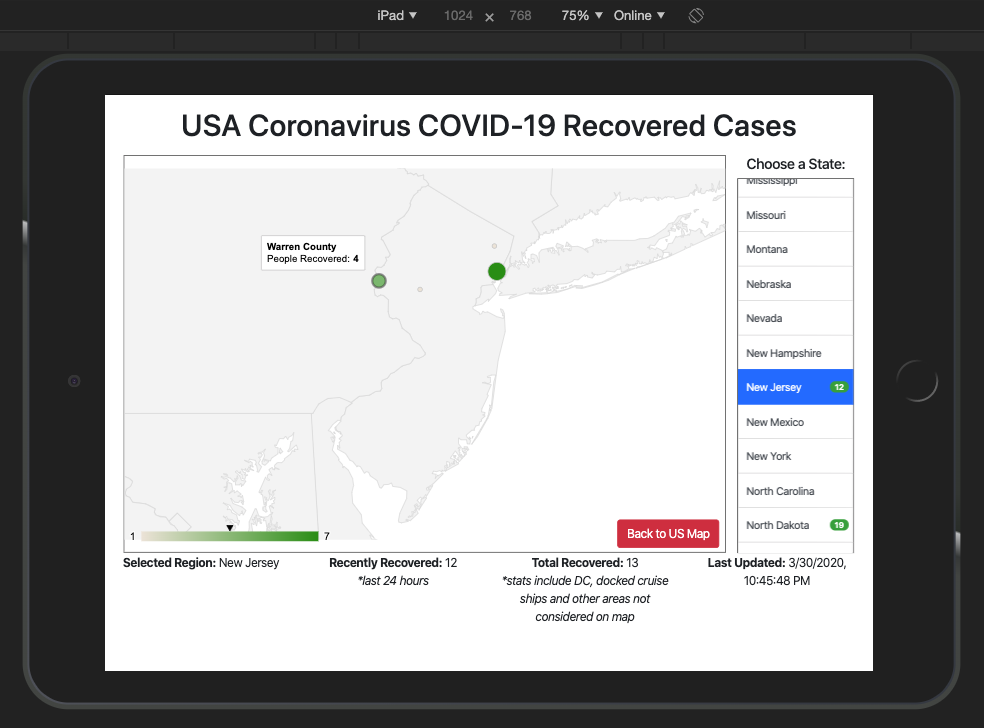 iPad ▼ 1024 × 768 75% ▼ Online ▼
USA Coronavirus COVID-19 Recovered Cases
Choose a State:
Mississippi
Missouri
Montana
Nebraska
Nevada
New Hampshire
New Jersey 12
New Mexico
New York
North Carolina
North Dakota 19
Warren County
People Recovered: 4
1 7
Back to US Map
Selected Region: New Jersey
Recently Recovered: 12
*last 24 hours
Total Recovered: 13
*stats include DC, docked cruise
ships and other areas not
considered on map
Last Updated: 3/30/2020,
10:45:48 PM